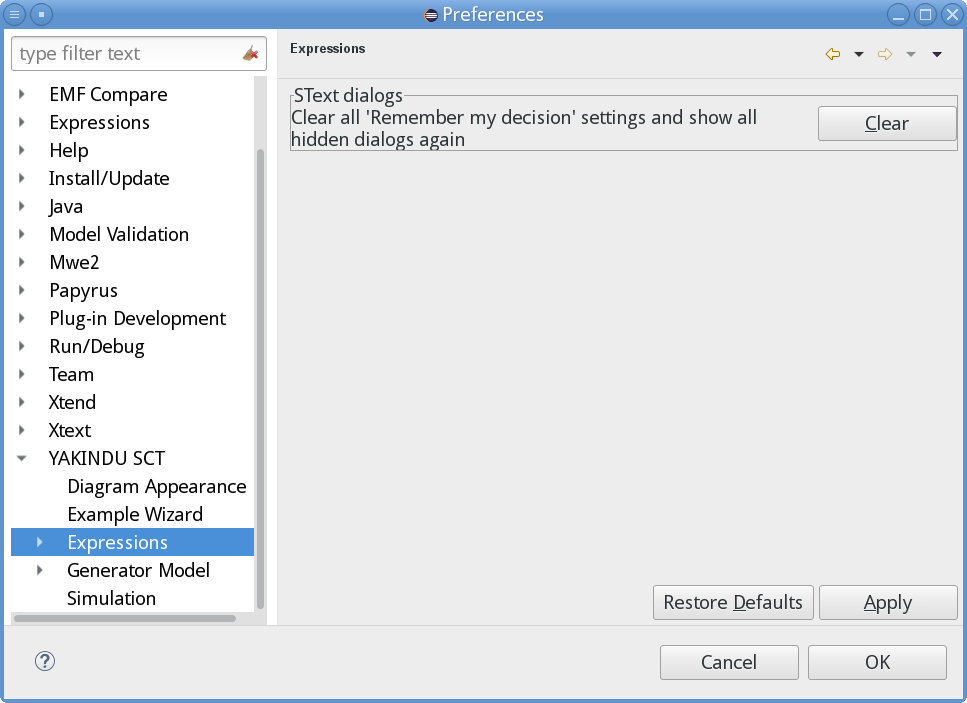 Preferences
type filter text
EMF Compare
Expressions
Help
Install/Update
Java
Model Validation
Mwe2
Papyrus
Plug-in Development
Run/Debug
Team
Xtend
Xtext
YAKINDU SCT
Diagram Appearance
Example Wizard
Expressions
Generator Model
Simulation
Expressions
SText dialogs
Clear all 'Remember my decision' settings and show all
hidden dialogs again
Clear
Restore Defaults
Apply
?
Cancel
OK